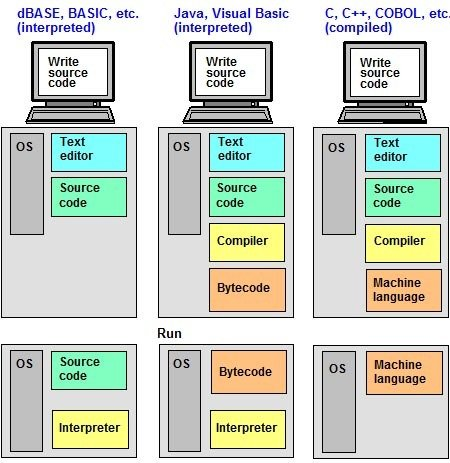 dBASE, BASIC, etc.
(interpreted)
Write
source
code
OS
Text
editor
Source
code
Java, Visual Basic
(interpreted)
Write
source
code
OS
Text
editor
Source
code
Compiler
Bytecode
C, C++, COBOL, etc.
(compiled)
Write
source
code
OS
Text
editor
Source
code
Compiler
Machine
language
Run
OS
Source
code
Interpreter
OS
Bytecode
Interpreter
OS
Machine
language